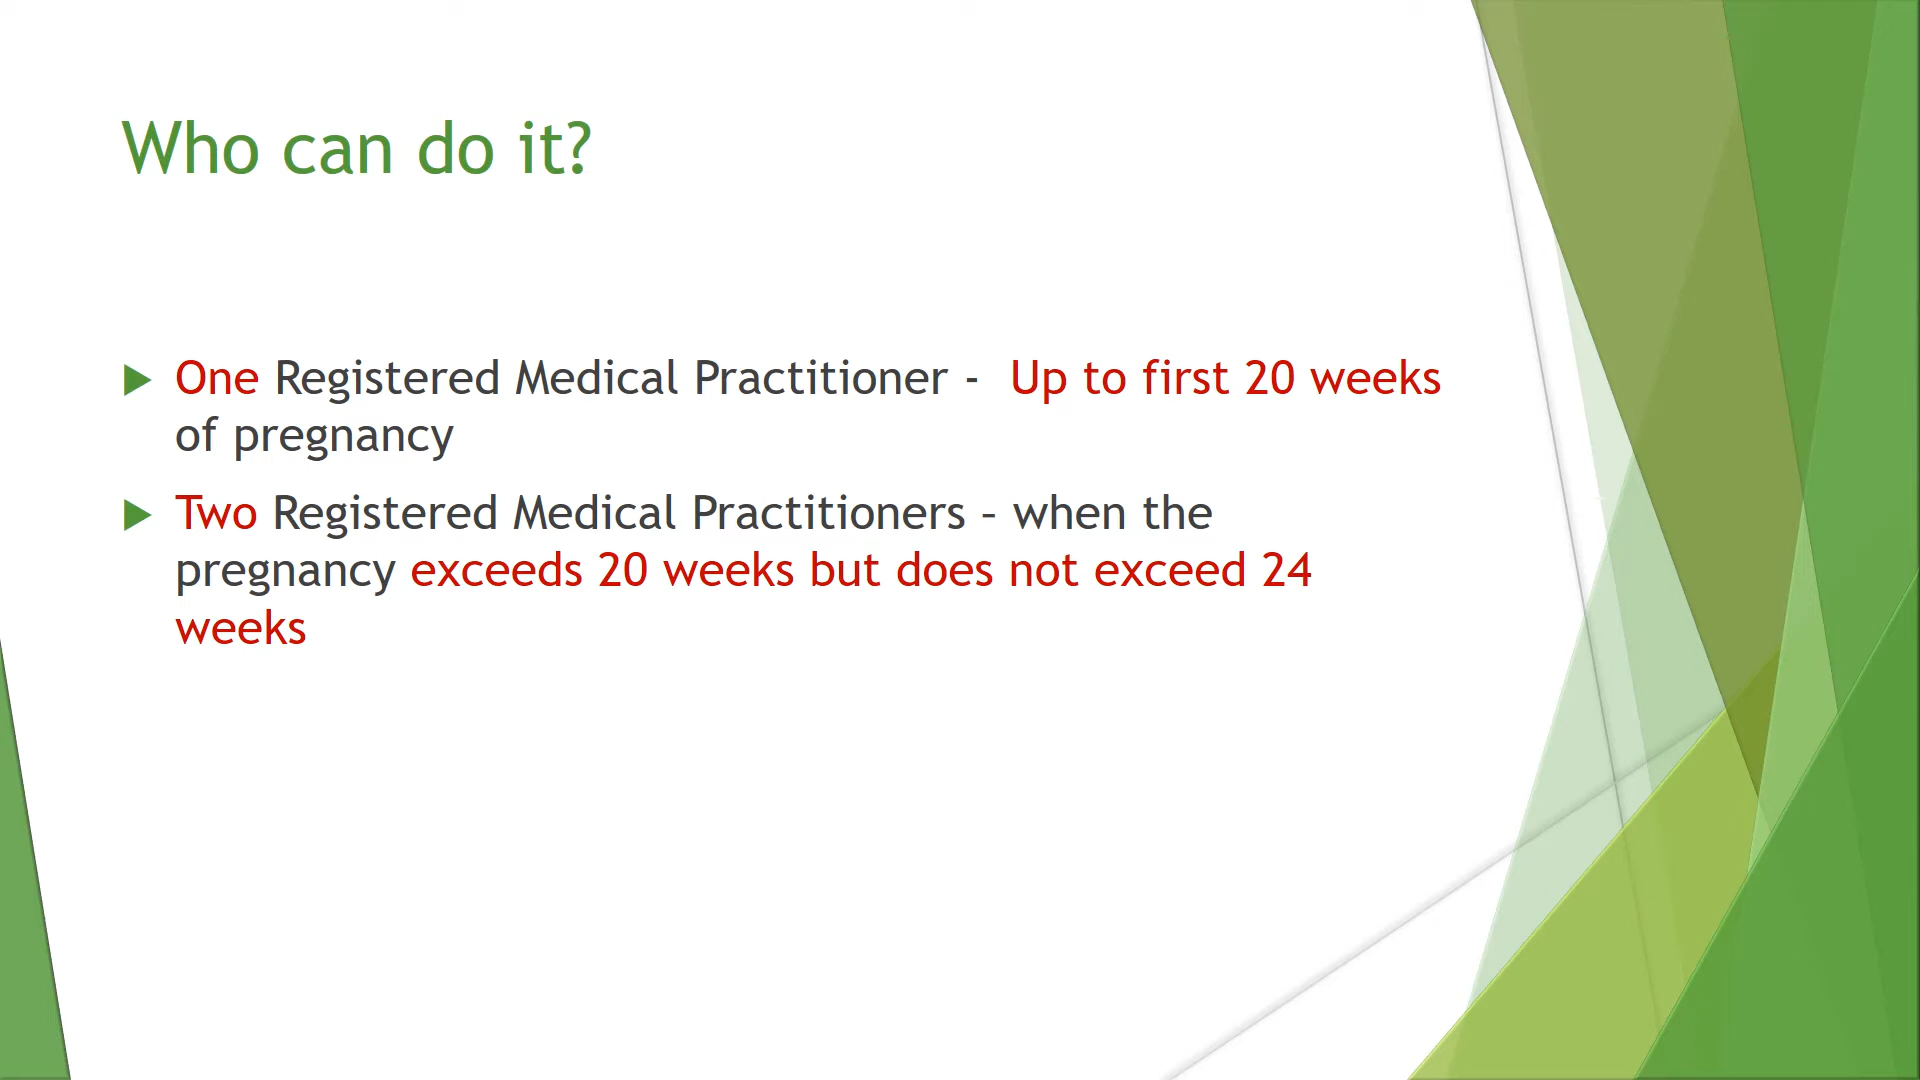 Who can do it?
One Registered Medical Practitioner - Up to first 20 weeks
of pregnancy
Two Registered Medical Practitioners – when the
pregnancy exceeds 20 weeks but does not exceed 24
weeks